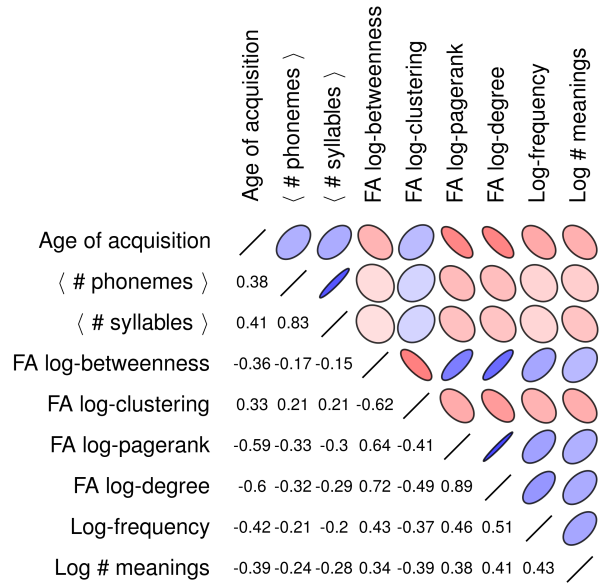 Age of acquisition
⟨ # phonemes ⟩
⟨ # syllables ⟩
FA log-betweenness
FA log-clustering
FA log-pagerank
FA log-degree
Log-frequency
Log # meanings
Age of acquisition
⟨ # phonemes ⟩ 0.38
⟨ # syllables ⟩ 0.41 0.83
FA log-betweenness -0.36 -0.17 -0.15
FA log-clustering 0.33 0.21 0.21 -0.62
FA log-pagerank -0.59 -0.33 -0.3 0.64 -0.41
FA log-degree -0.6 -0.32 -0.29 0.72 -0.49 0.89
Log-frequency -0.42 -0.21 -0.2 0.43 -0.37 0.46 0.51
Log # meanings -0.39 -0.24 -0.28 0.34 -0.39 0.38 0.41 0.43